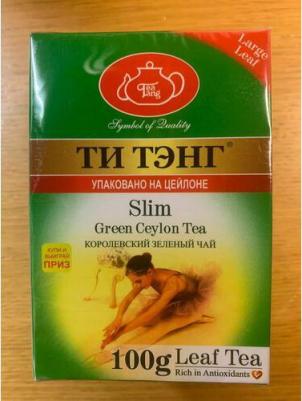 Large
Leaf
Tea
Tang
Symbol of Quality
ТИ ТЭНГ®
УПАКОВАНО НА ЦЕЙЛОНЕ
Slim
Green Ceylon Tea
КОРОЛЕВСКИЙ ЗЕЛЕНЫЙ ЧАЙ
КУПИ И
ВЫИГРАЙ
ПРИЗ
100g Leaf Tea
Rich in Antioxidants